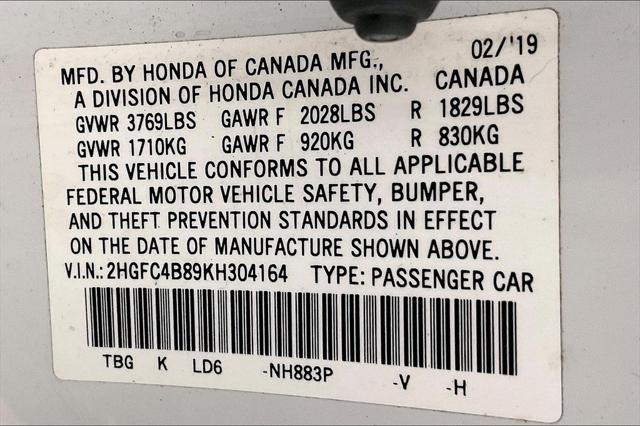 02/'19
MFD. BY HONDA OF CANADA MFG.,
A DIVISION OF HONDA CANADA INC. CANADA
GVWR 3769LBS GAWR F 2028LBS R 1829LBS
GVWR 1710KG GAWR F 920KG R 830KG
THIS VEHICLE CONFORMS TO ALL APPLICABLE
FEDERAL MOTOR VEHICLE SAFETY, BUMPER,
AND THEFT PREVENTION STANDARDS IN EFFECT
ON THE DATE OF MANUFACTURE SHOWN ABOVE.
V.I.N.: 2HGFC4B89KH304164 TYPE: PASSENGER CAR
TBG K LD6 -NH883P -V -H